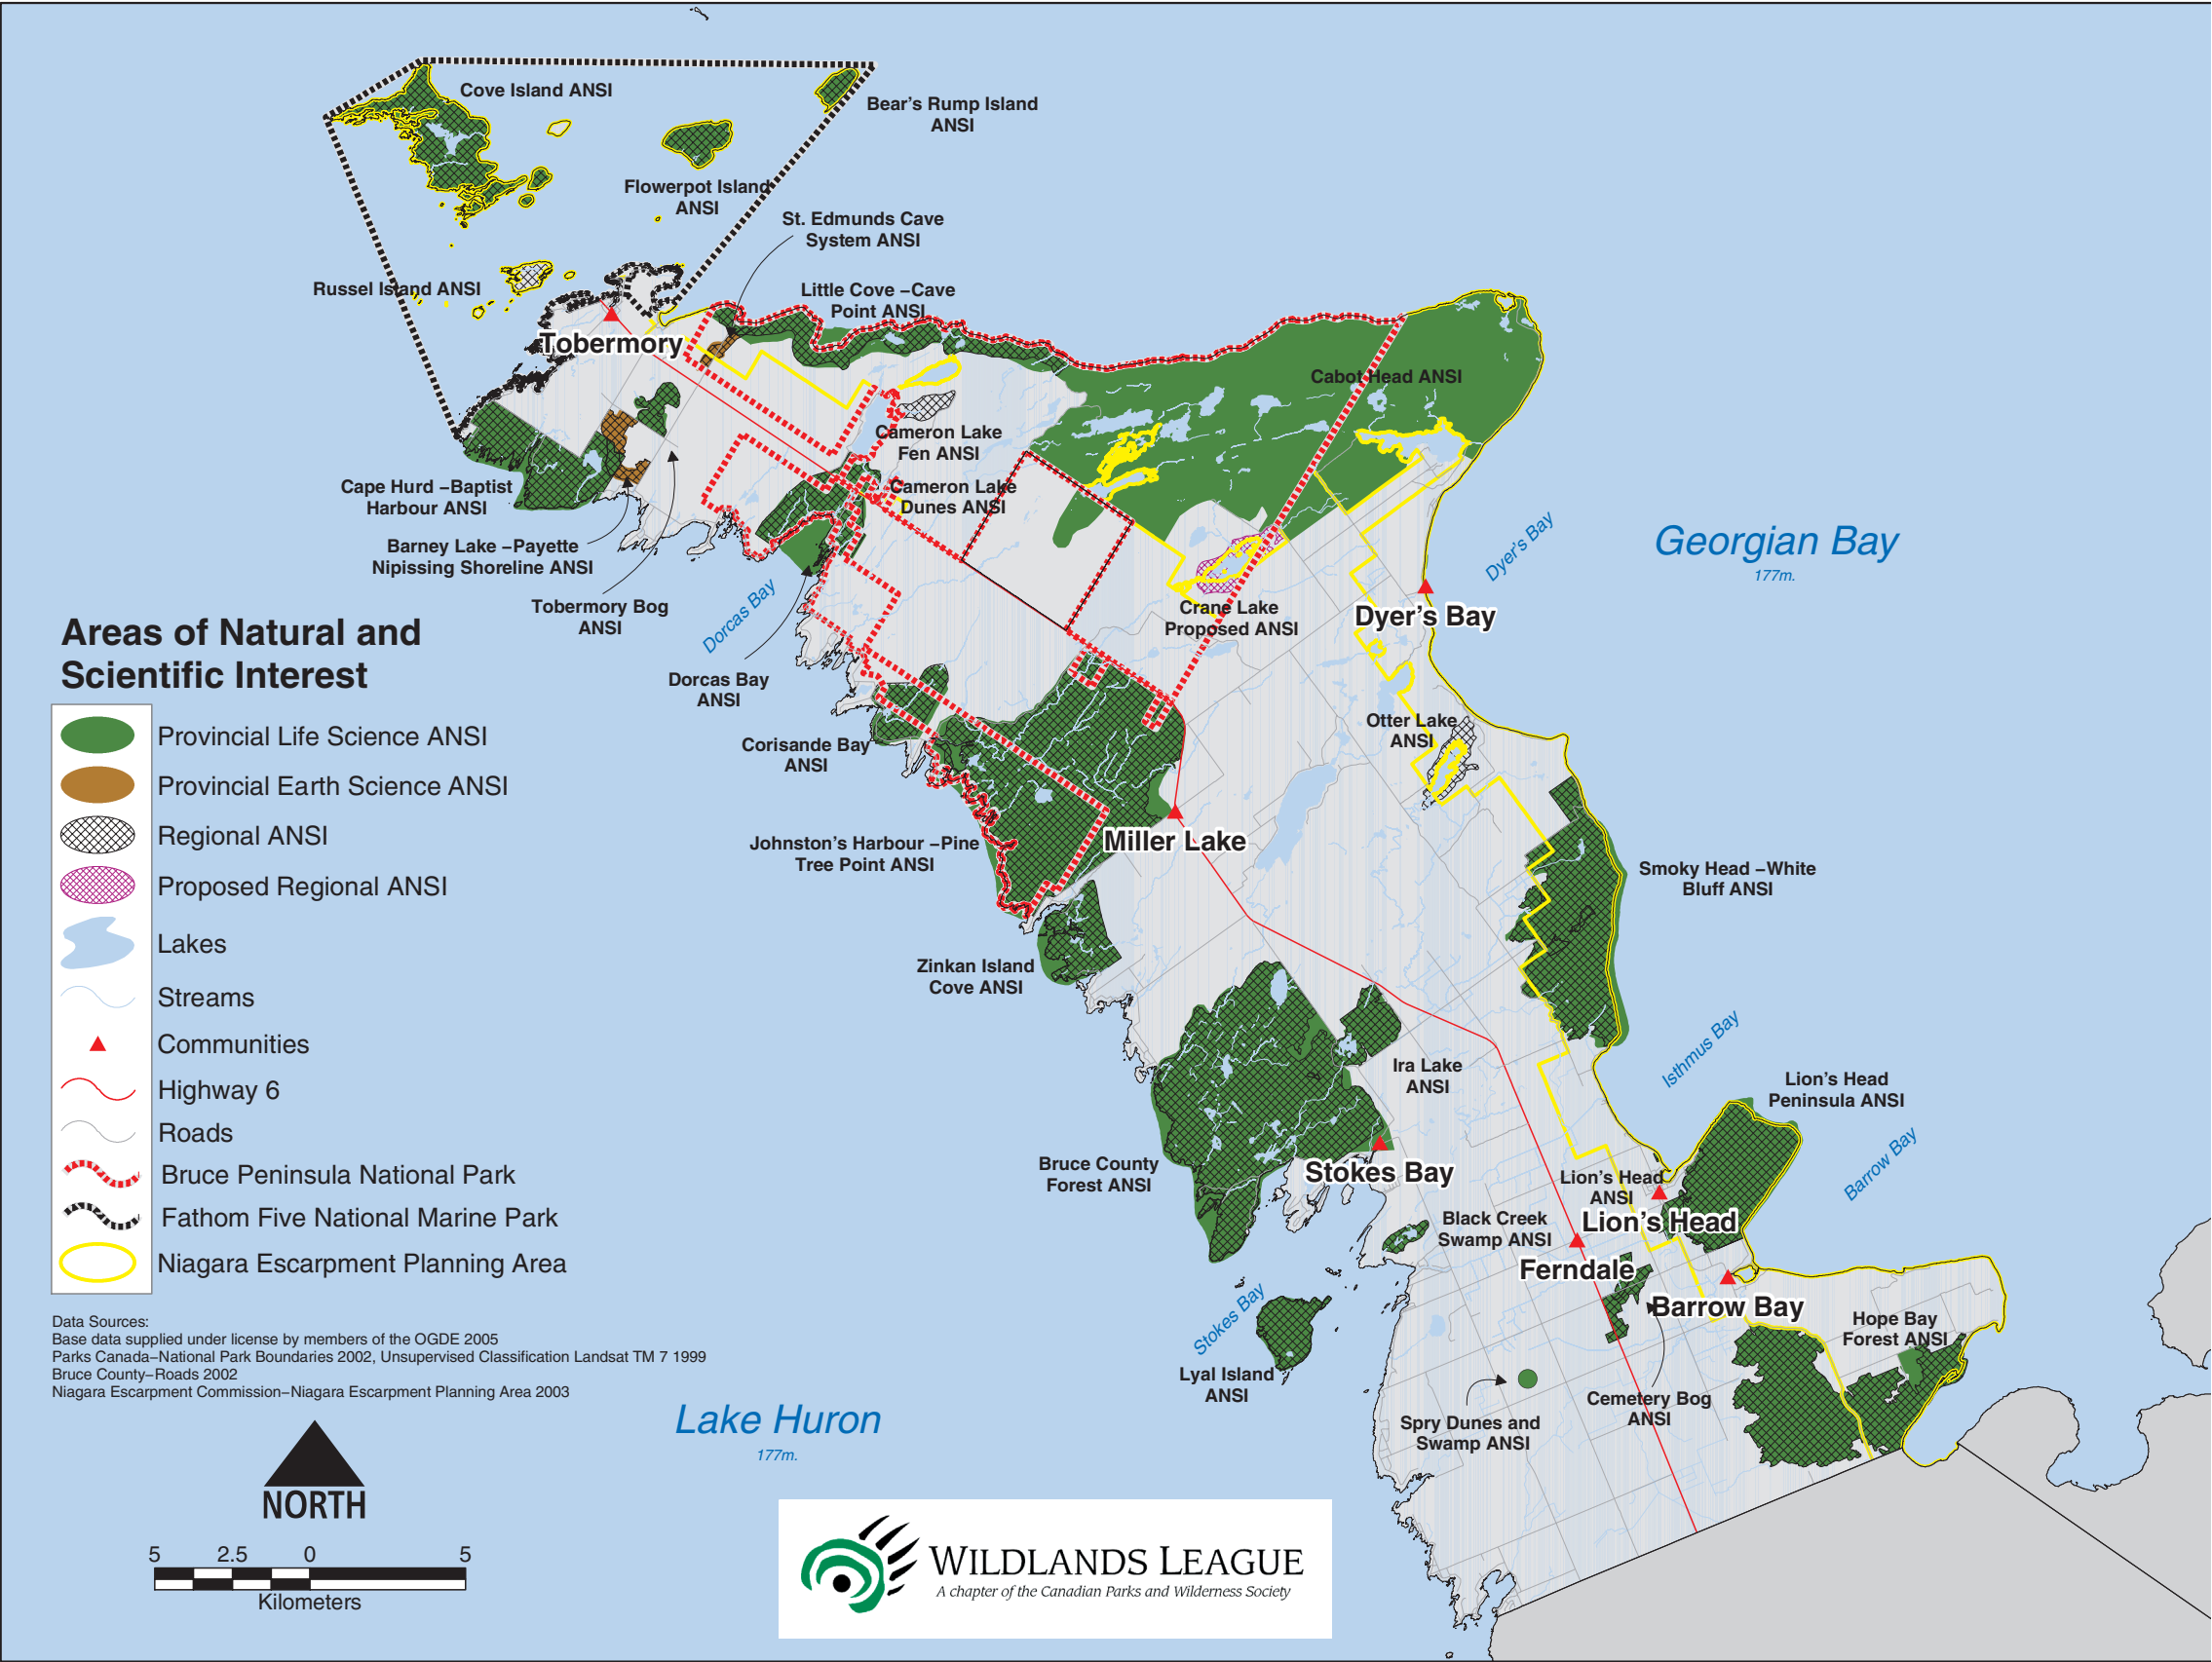 Cove Island ANSI
Bear's Rump Island
ANSI
Flowerpot Island
ANSI
St. Edmunds Cave
System ANSI
Russel Island ANSI
Little Cove –Cave
Point ANSI
Tobermory
Cabot Head ANSI
Cameron Lake
Fen ANSI
Cameron Lake
Dunes ANSI
Cape Hurd –Baptist
Harbour ANSI
Barney Lake –Payette
Nipissing Shoreline ANSI
Tobermory Bog
ANSI
Dorcas Bay
Dorcas Bay
ANSI
Dyer's Bay
Georgian Bay
177m.
Crane Lake
Proposed ANSI
Dyer's Bay
Otter Lake
ANSI
Corisande Bay
ANSI
Johnston's Harbour –Pine
Tree Point ANSI
Miller Lake
Smoky Head –White
Bluff ANSI
Zinkan Island
Cove ANSI
Isthmus Bay
Ira Lake
ANSI
Lion's Head
Peninsula ANSI
Barrow Bay
Bruce County
Forest ANSI
Stokes Bay
Lion's Head
ANSI
Lion's Head
Black Creek
Swamp ANSI
Ferndale
Barrow Bay
Hope Bay
Forest ANSI
Stokes Bay
Lyal Island
ANSI
Cemetery Bog
ANSI
Spry Dunes and
Swamp ANSI
Lake Huron
177m.
Areas of Natural and
Scientific Interest
Provincial Life Science ANSI
Provincial Earth Science ANSI
Regional ANSI
Proposed Regional ANSI
Lakes
Streams
Communities
Highway 6
Roads
Bruce Peninsula National Park
Fathom Five National Marine Park
Niagara Escarpment Planning Area
Data Sources:
Base data supplied under license by members of the OGDE 2005
Parks Canada–National Park Boundaries 2002, Unsupervised Classification Landsat TM 7 1999
Bruce County–Roads 2002
Niagara Escarpment Commission–Niagara Escarpment Planning Area 2003
NORTH
5 2.5 0 5
Kilometers
WILDLANDS LEAGUE
A chapter of the Canadian Parks and Wilderness Society